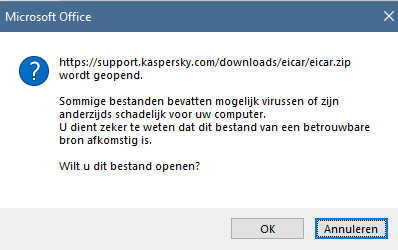 Microsoft Office
https://support.kaspersky.com/downloads/eicar/eicar.zip
wordt geopend.
Sommige bestanden bevatten mogelijk virussen of zijn
anderzijds schadelijk voor uw computer.
U dient zeker te weten dat dit bestand van een betrouwbare
bron afkomstig is.
Wilt u dit bestand openen?
OK
Annuleren